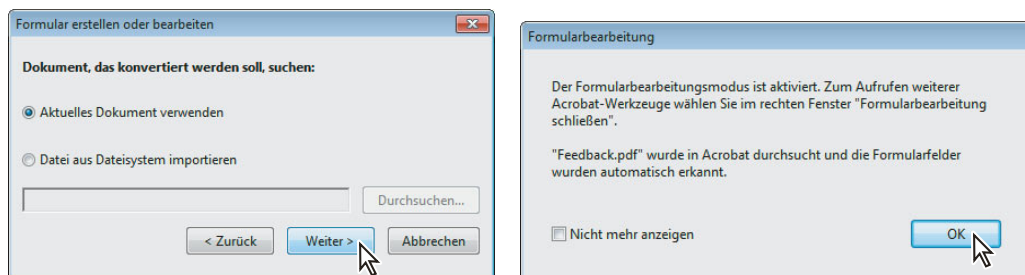 Formular erstellen oder bearbeiten
Dokument, das konvertiert werden soll, suchen:
Aktuelles Dokument verwenden
Datei aus Dateisystem importieren
Durchsuchen...
< Zurück Weiter > Abbrechen
Formularbearbeitung
Der Formularbearbeitungsmodus ist aktiviert. Zum Aufrufen weiterer
Acrobat-Werkzeuge wählen Sie im rechten Fenster "Formularbearbeitung
schließen".
"Feedback.pdf" wurde in Acrobat durchsucht und die Formularfelder
wurden automatisch erkannt.
Nicht mehr anzeigen OK